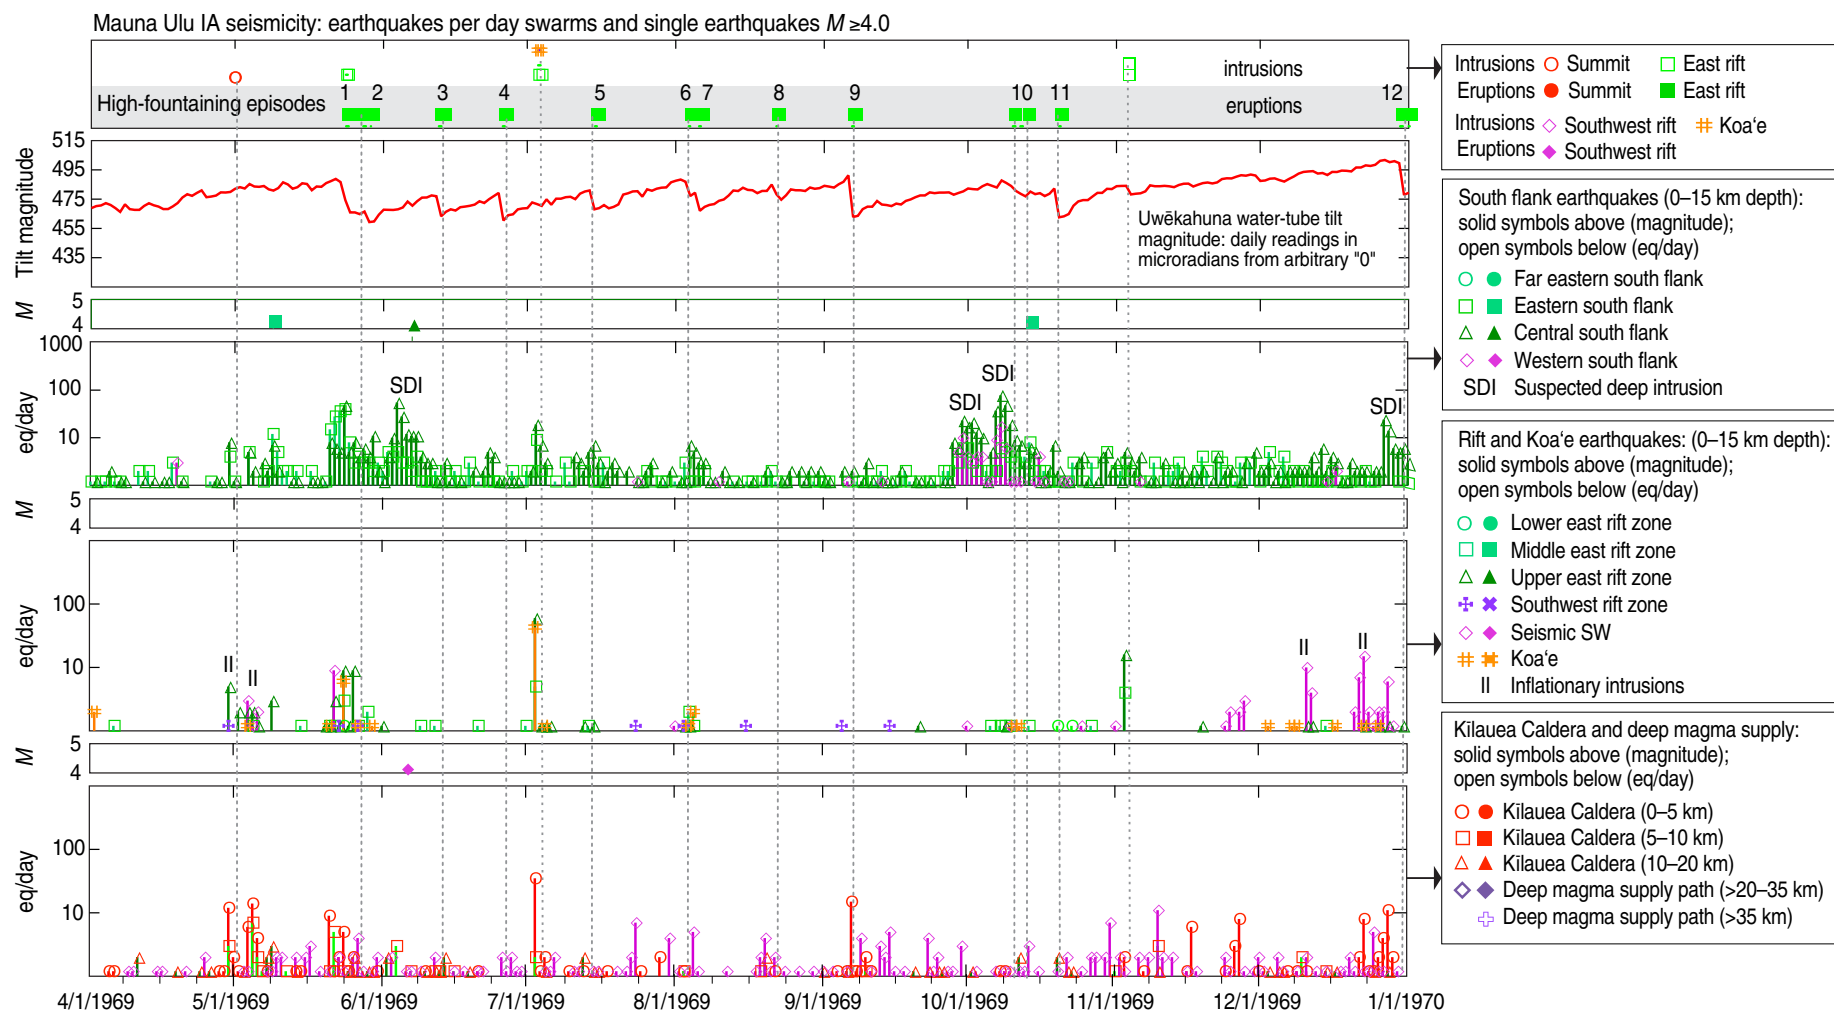 Mauna Ulu IA seismicity: earthquakes per day swarms and single earthquakes M ≥4.0
intrusions
High-fountaining episodes
1 2 3 4 5 6 7 8 9 10 11 12
eruptions
515
495
475
455
435
Tilt magnitude
Uwēkahuna water-tube tilt
magnitude: daily readings in
microradians from arbitrary "0"
5
4
M
1000
100
10
eq/day
SDI
SDI
SDI
SDI
5
4
M
100
10
eq/day
II
II
II
II
5
4
M
100
10
eq/day
4/1/1969 5/1/1969 6/1/1969 7/1/1969 8/1/1969 9/1/1969 10/1/1969 11/1/1969 12/1/1969 1/1/1970
Intrusions Summit East rift
Eruptions Summit East rift
Intrusions Southwest rift Koa‘e
Eruptions Southwest rift
South flank earthquakes (0–15 km depth):
solid symbols above (magnitude);
open symbols below (eq/day)
Far eastern south flank
Eastern south flank
Central south flank
Western south flank
SDI Suspected deep intrusion
Rift and Koa‘e earthquakes: (0–15 km depth):
solid symbols above (magnitude);
open symbols below (eq/day)
Lower east rift zone
Middle east rift zone
Upper east rift zone
Southwest rift zone
Seismic SW
Koa‘e
II Inflationary intrusions
Kīlauea Caldera and deep magma supply:
solid symbols above (magnitude);
open symbols below (eq/day)
Kīlauea Caldera (0–5 km)
Kīlauea Caldera (5–10 km)
Kīlauea Caldera (10–20 km)
Deep magma supply path (>20–35 km)
Deep magma supply path (>35 km)